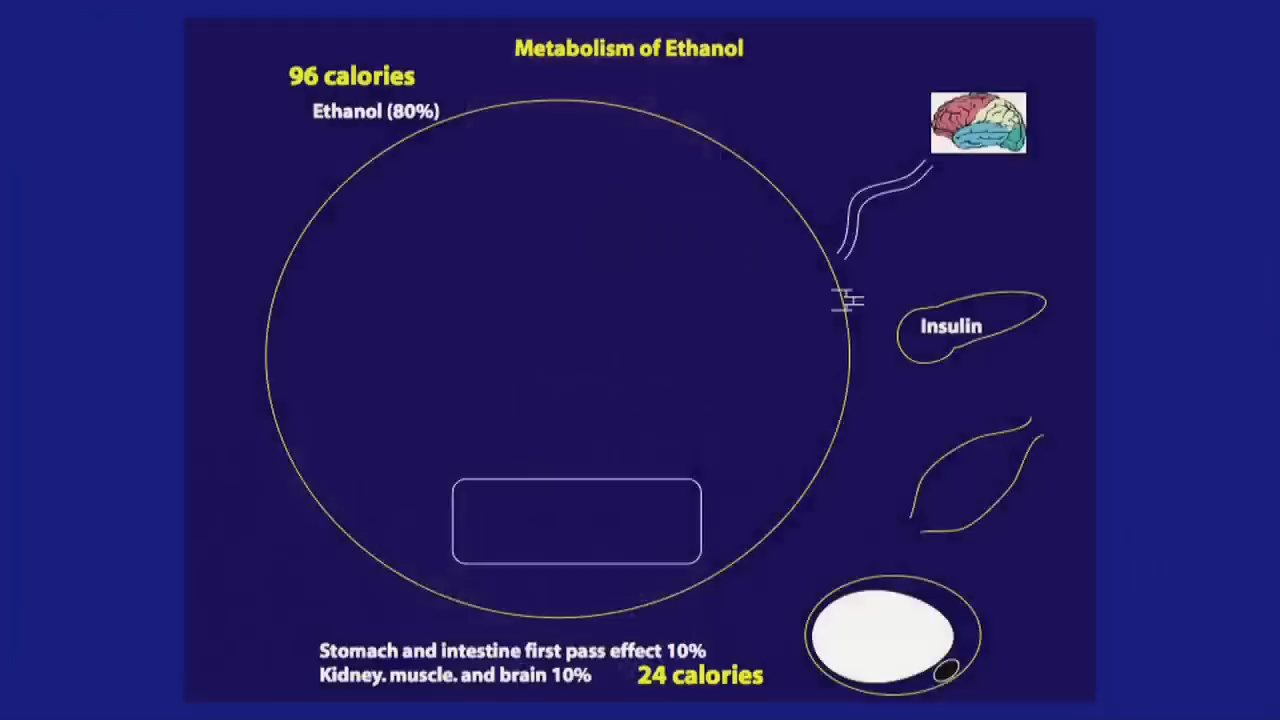 Metabolism of Ethanol
96 calories
Ethanol (80%)
Insulin
Stomach and intestine first pass effect 10%
Kidney, muscle, and brain 10%
24 calories